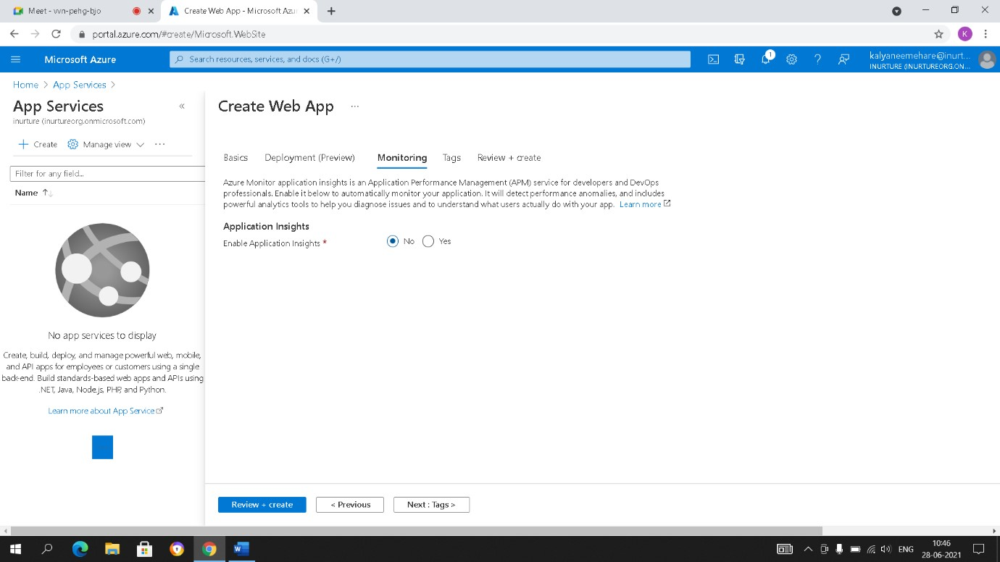 Meet - vvn-pehg-bjo
Create Web App - Microsoft Azu
portal.azure.com/#create/Microsoft.WebSite
Microsoft Azure
Search resources, services, and docs (G+/)
1
kalyaneemehare@inurt...
INURTURE (INURTUREORG.ON...
K
Home > App Services >
App Services
inurture (inurtureorg.onmicrosoft.com)
Create Manage view ...
Filter for any field...
Name
No app services to display
Create, build, deploy, and manage powerful web, mobile,
and API apps for employees or customers using a single
back-end. Build standards-based web apps and APIs using
.NET, Java, Node.js, PHP, and Python.
Learn more about App Service
Create Web App ...
Basics Deployment (Preview) Monitoring Tags Review + create
Azure Monitor application insights is an Application Performance Management (APM) service for developers and DevOps
professionals. Enable it below to automatically monitor your application. It will detect performance anomalies, and includes
powerful analytics tools to help you diagnose issues and to understand what users actually do with your app. Learn more
Application Insights
Enable Application Insights * No Yes
Review + create < Previous Next : Tags >
ENG
10:46
28-06-2021